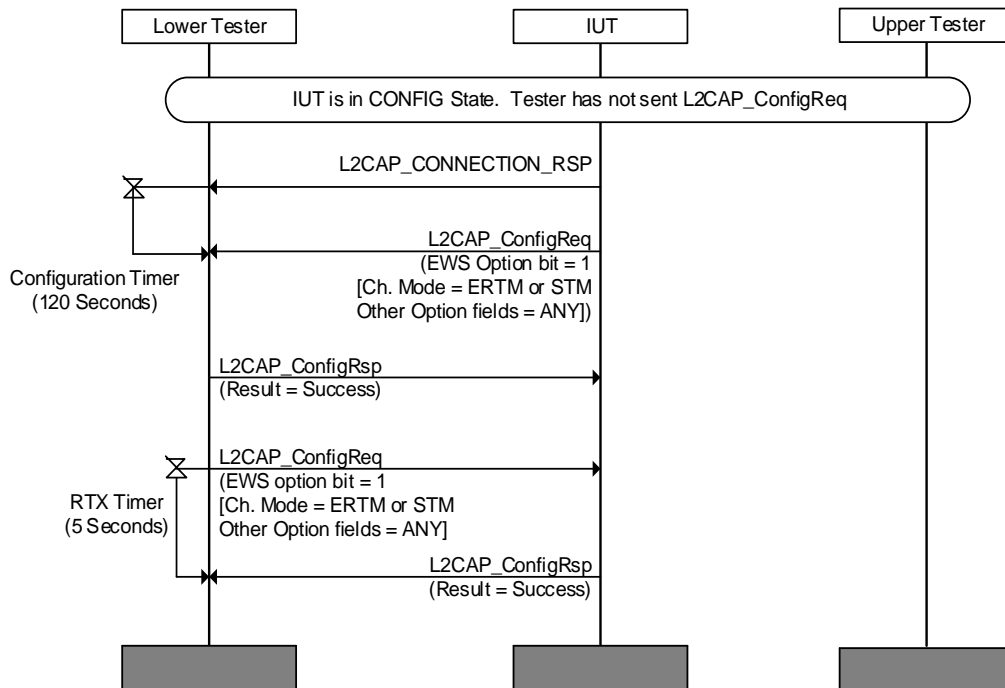 Lower Tester
IUT
Upper Tester
IUT is in CONFIG State. Tester has not sent L2CAP_ConfigReq
L2CAP_CONNECTION_RSP
L2CAP_ConfigReq
(EWS Option bit = 1
[Ch. Mode = ERTM or STM
Other Option fields = ANY])
Configuration Timer
(120 Seconds)
L2CAP_ConfigRsp
(Result = Success)
L2CAP_ConfigReq
(EWS option bit = 1
[Ch. Mode = ERTM or STM
Other Option fields = ANY]
RTX Timer
(5 Seconds)
L2CAP_ConfigRsp
(Result = Success)